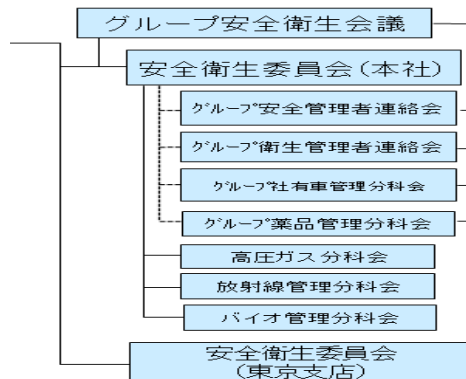 グループ安全衛生会議
安全衛生委員会(本社)
グループ安全管理者連絡会
グループ衛生管理者連絡会
グループ社有車管理分科会
グループ薬品管理分科会
高圧ガス分科会
放射線管理分科会
バイオ管理分科会
安全衛生委員会
(東京支店)